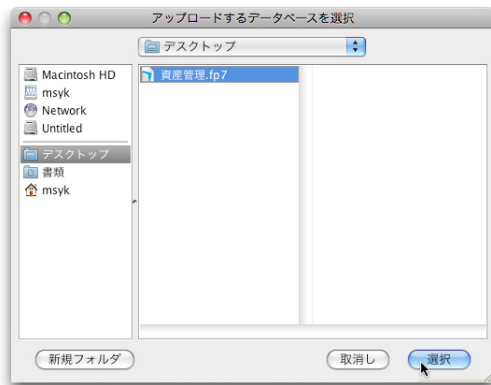 アップロードするデータベースを選択
デスクトップ
Macintosh HD
msyk
Network
Untitled
デスクトップ
書類
msyk
資産管理.fp7
新規フォルダ
取消し
選択